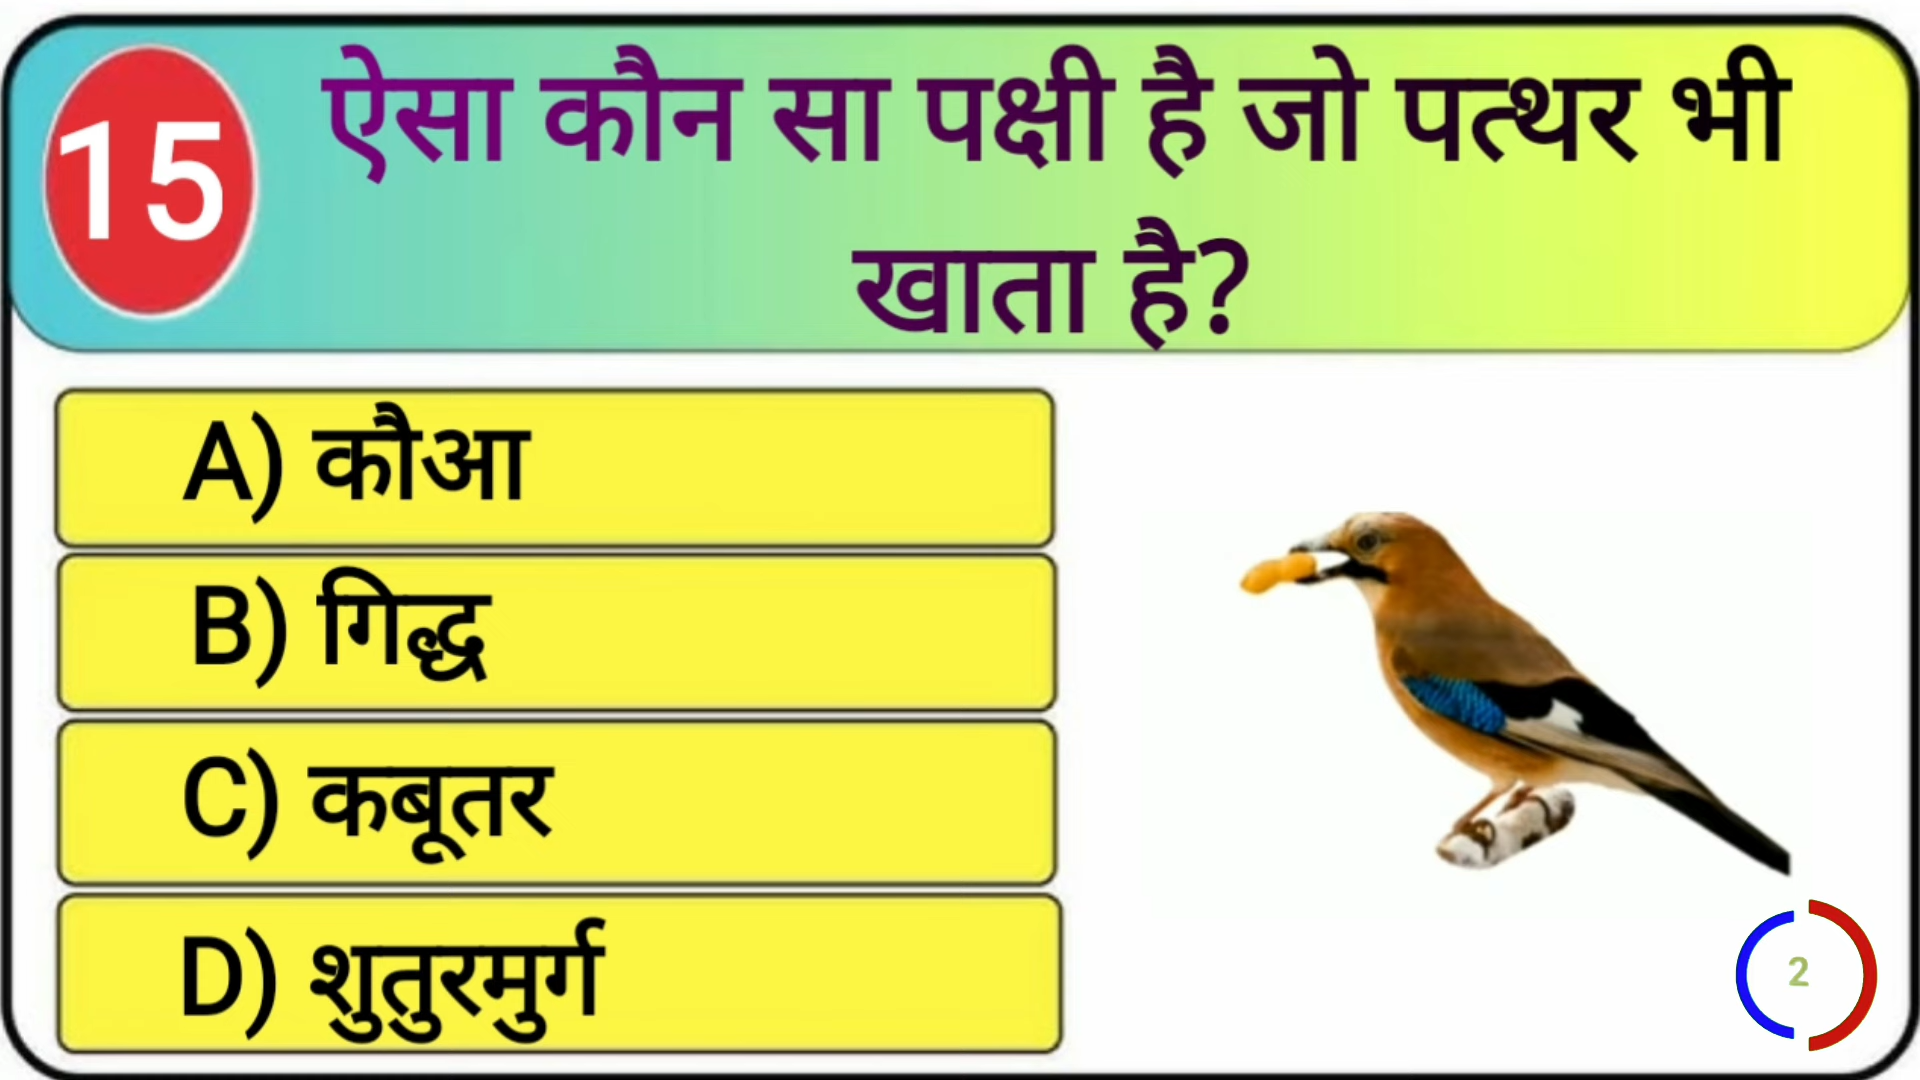 15
ऐसा कौन सा पक्षी है जो पत्थर भी
खाता है?
A) कौआ
B) गिद्ध
C) कबूतर
D) शुतुरमुर्ग
2